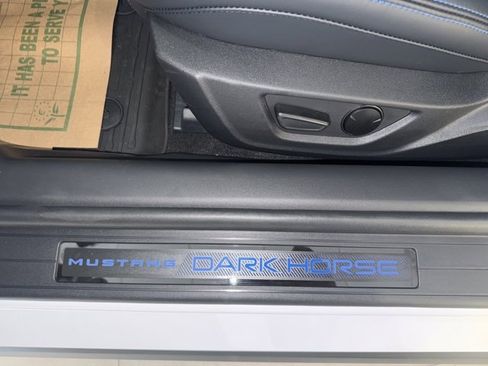 IT HAS BEEN A P
TO SERVE Y
MUSTANG DARK HORSE